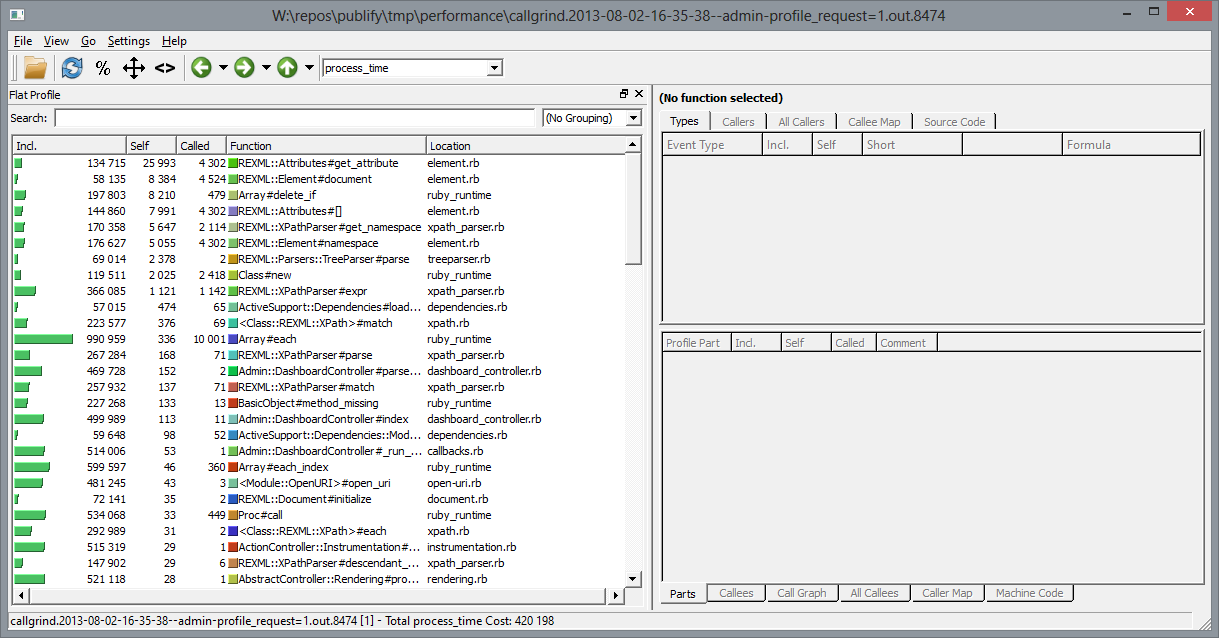 W:\repos\publify\tmp\performance\callgrind.2013-08-02-16-35-38--admin-profile_request=1.out.8474
File View Go Settings Help
% <> process_time
Flat Profile
Search: (No Grouping)
Incl. Self Called Function Location
134 715 25 993 4 302 REXML::Attributes#get_attribute element.rb
58 135 8 384 4 524 REXML::Element#document element.rb
197 803 8 210 479 Array#delete_if ruby_runtime
144 860 7 991 4 302 REXML::Attributes#[] element.rb
170 358 5 647 2 114 REXML::XPathParser#get_namespace xpath_parser.rb
176 627 5 055 4 302 REXML::Element#namespace element.rb
69 014 2 378 2 REXML::Parsers::TreeParser#parse treeparser.rb
119 511 2 025 2 418 Class#new ruby_runtime
366 085 1 121 1 142 REXML::XPathParser#expr xpath_parser.rb
57 015 474 65 ActiveSupport::Dependencies#load... dependencies.rb
223 577 376 69 <Class::REXML::XPath>#match xpath.rb
990 959 336 10 001 Array#each ruby_runtime
267 284 168 71 REXML::XPathParser#parse xpath_parser.rb
469 728 152 2 Admin::DashboardController#parse... dashboard_controller.rb
257 932 137 71 REXML::XPathParser#match xpath_parser.rb
227 268 133 13 BasicObject#method_missing ruby_runtime
499 989 113 11 Admin::DashboardController#index dashboard_controller.rb
59 648 98 52 ActiveSupport::Dependencies::Mod... dependencies.rb
514 006 53 1 Admin::DashboardController#_run_... callbacks.rb
599 597 46 360 Array#each_index ruby_runtime
481 245 43 3 <Module::OpenURI>#open_uri open-uri.rb
72 141 35 2 REXML::Document#initialize document.rb
534 068 33 449 Proc#call ruby_runtime
292 989 31 2 <Class::REXML::XPath>#each xpath.rb
515 319 29 1 ActionController::Instrumentation#... instrumentation.rb
147 902 29 6 REXML::XPathParser#descendant_... xpath_parser.rb
521 118 28 1 AbstractController::Rendering#pro... rendering.rb
(No function selected)
Types Callers All Callers Callee Map Source Code
Event Type Incl. Self Short Formula
Profile Part Incl. Self Called Comment
Parts Callees Call Graph All Callees Caller Map Machine Code
callgrind.2013-08-02-16-35-38--admin-profile_request=1.out.8474 [1] - Total process_time Cost: 420 198